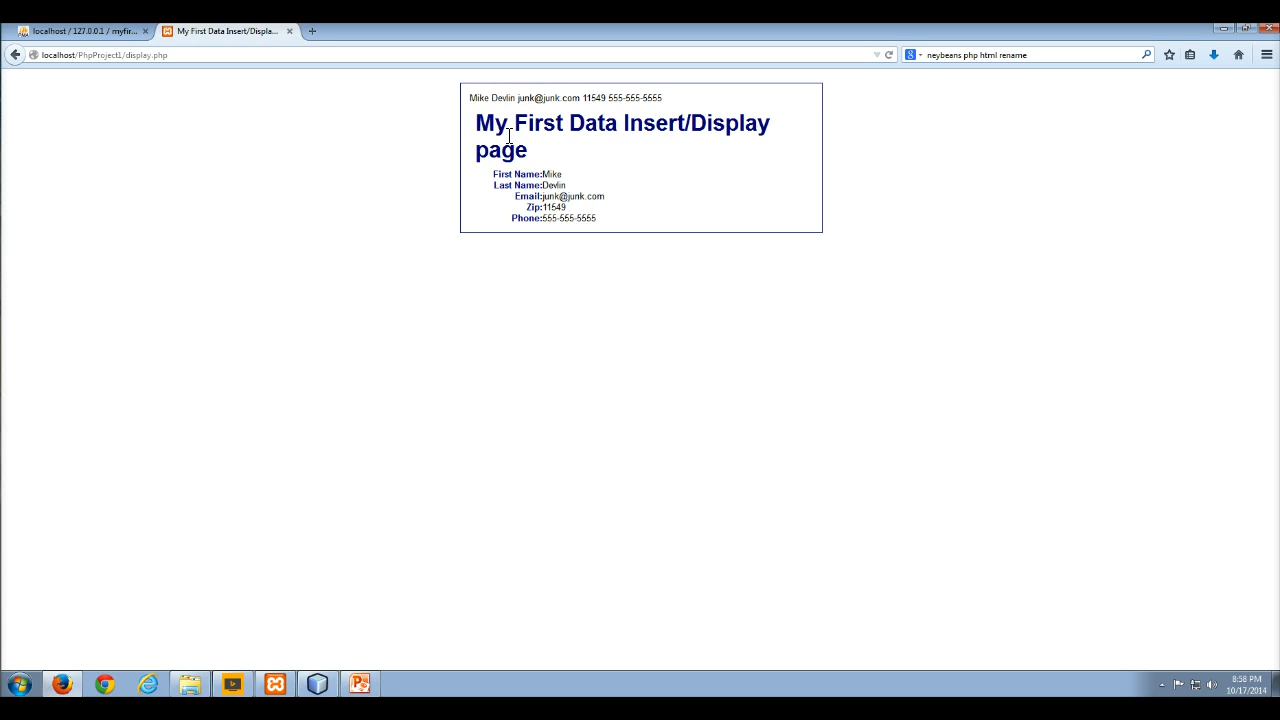 localhost / 127.0.0.1 / myfir...
My First Data Insert/Displa...
localhost/PhpProject1/display.php
neybeans php html rename
Mike Devlin junk@junk.com 11549 555-555-5555
My First Data Insert/Display
page
First Name:Mike
Last Name:Devlin
Email:junk@junk.com
Zip:11549
Phone:555-555-5555
8:58 PM
10/17/2014